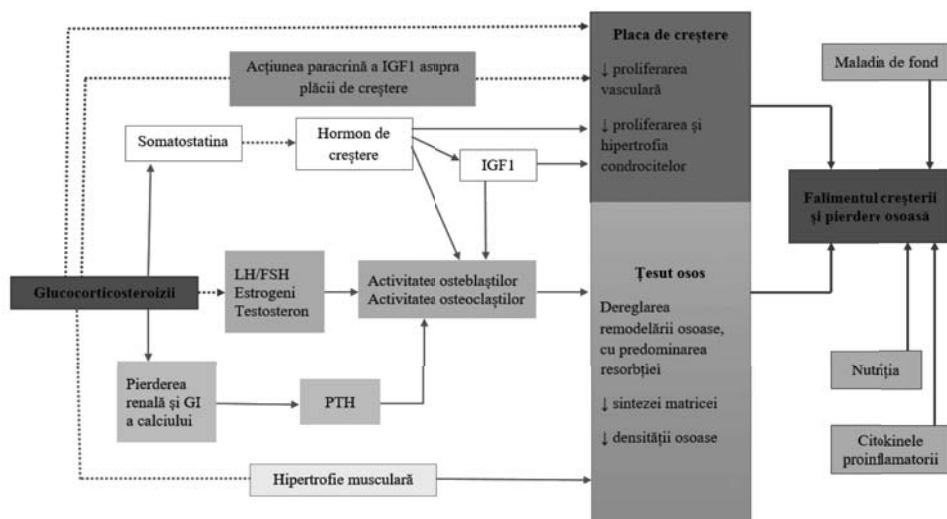 Placa de creștere
↓ proliferarea
vasculară
↓ proliferarea și
hipertrofia
condrocitelor
Acțiunea paracrină a IGF1 asupra
plăcii de creștere
Maladia de fond
Somatostatina
Hormon de
creștere
IGF1
Falimentul creșterii
și pierdere osoasă
Glucocorticosteroizii
LH/FSH
Estrogeni
Testosteron
Activitatea osteblaștilor
Activitatea osteoclaștilor
Țesut osos
Dereglarea
remodelării osoase,
cu predominarea
resorbției
↓ sintezei matricei
↓ densității osoase
Pierderea
renală și GI
a calciului
PTH
Nutriția
Citokinele
proinflamatorii
Hipertrofie musculară